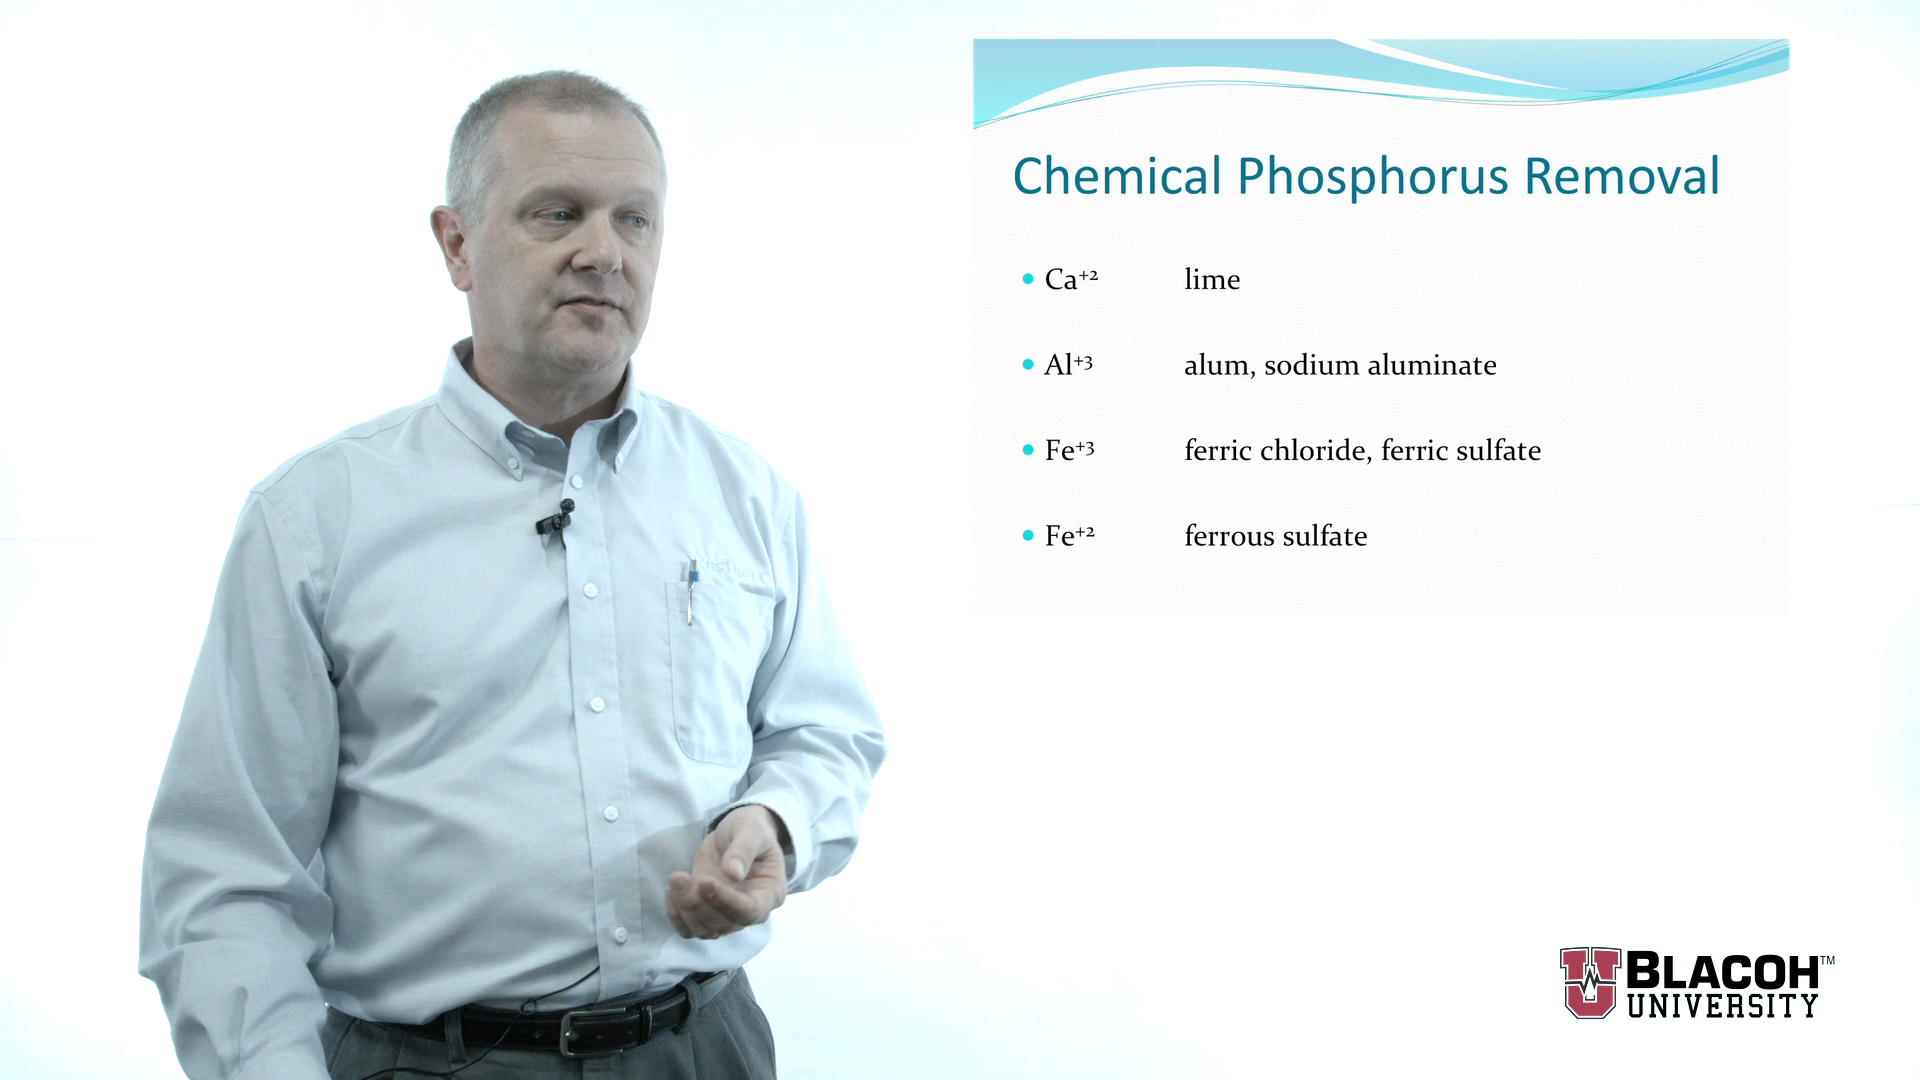 Chemical Phosphorus Removal
• Ca⁺² lime
• Al⁺³ alum, sodium aluminate
• Fe⁺³ ferric chloride, ferric sulfate
• Fe⁺² ferrous sulfate
U BLACOH™
UNIVERSITY